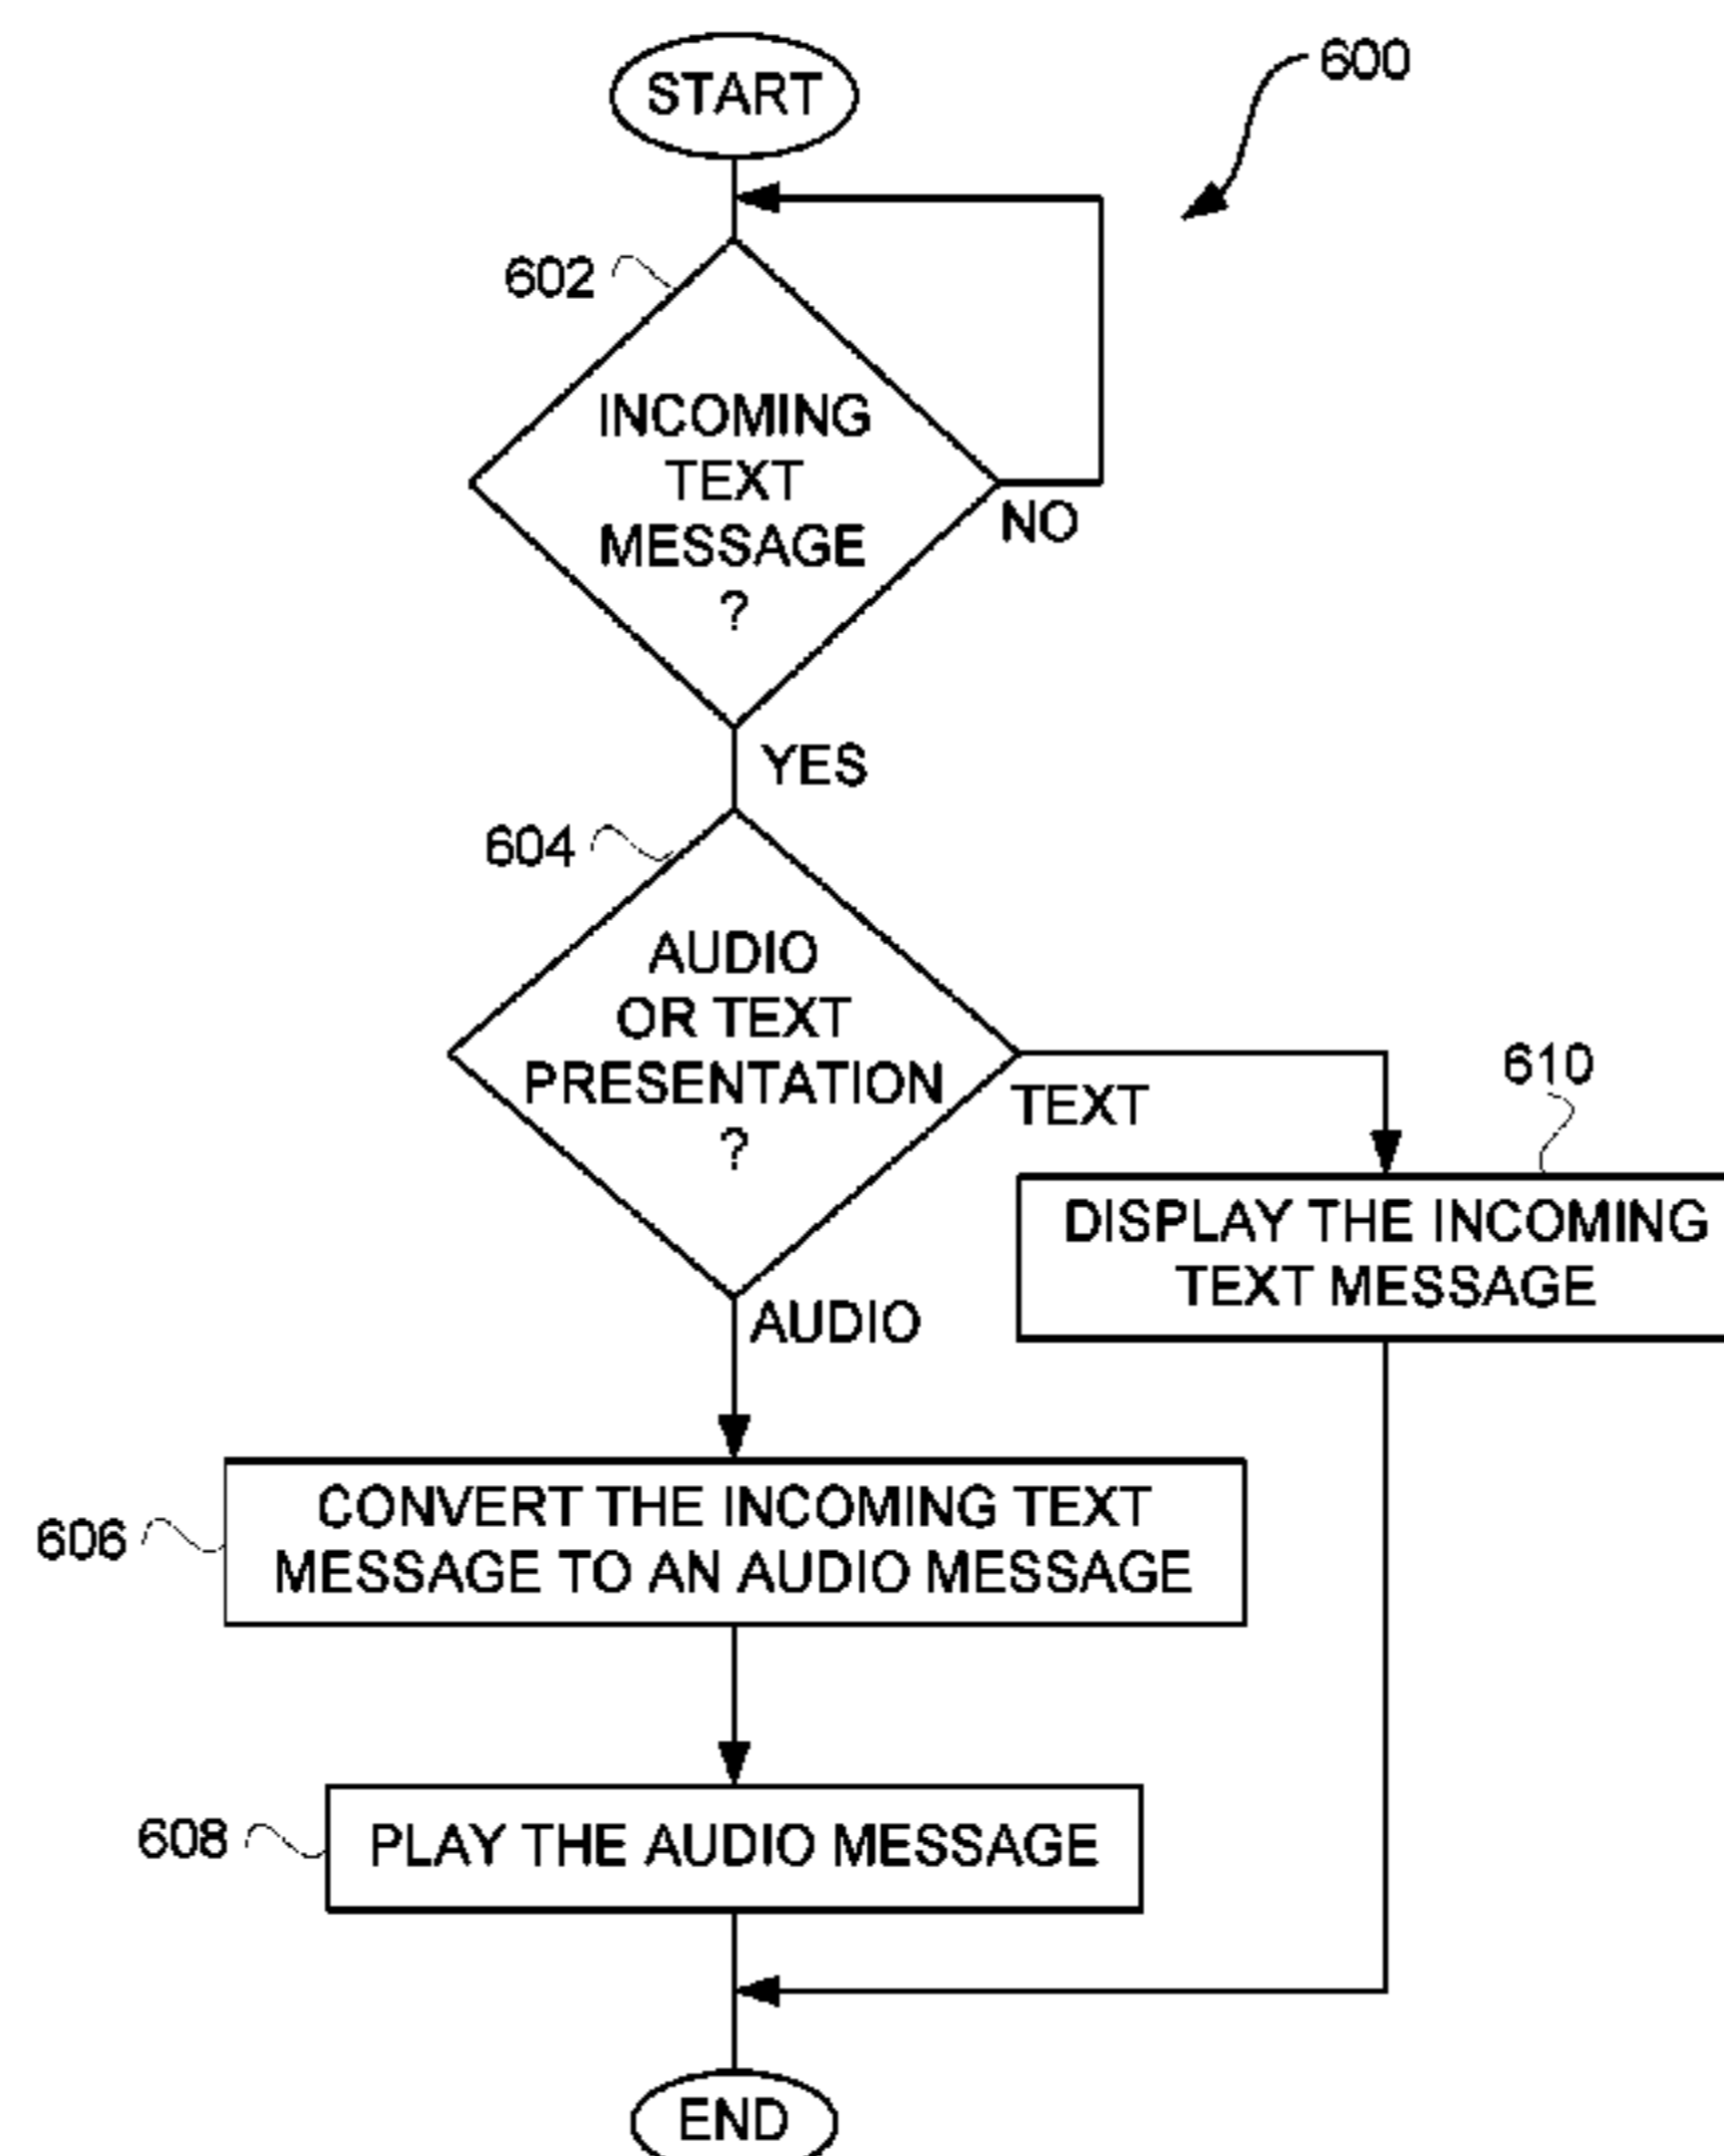 START
600
602
INCOMING
TEXT
MESSAGE
?
NO
YES
604
AUDIO
OR TEXT
PRESENTATION
?
TEXT
610
DISPLAY THE INCOMING
TEXT MESSAGE
AUDIO
606
CONVERT THE INCOMING TEXT
MESSAGE TO AN AUDIO MESSAGE
608
PLAY THE AUDIO MESSAGE
END